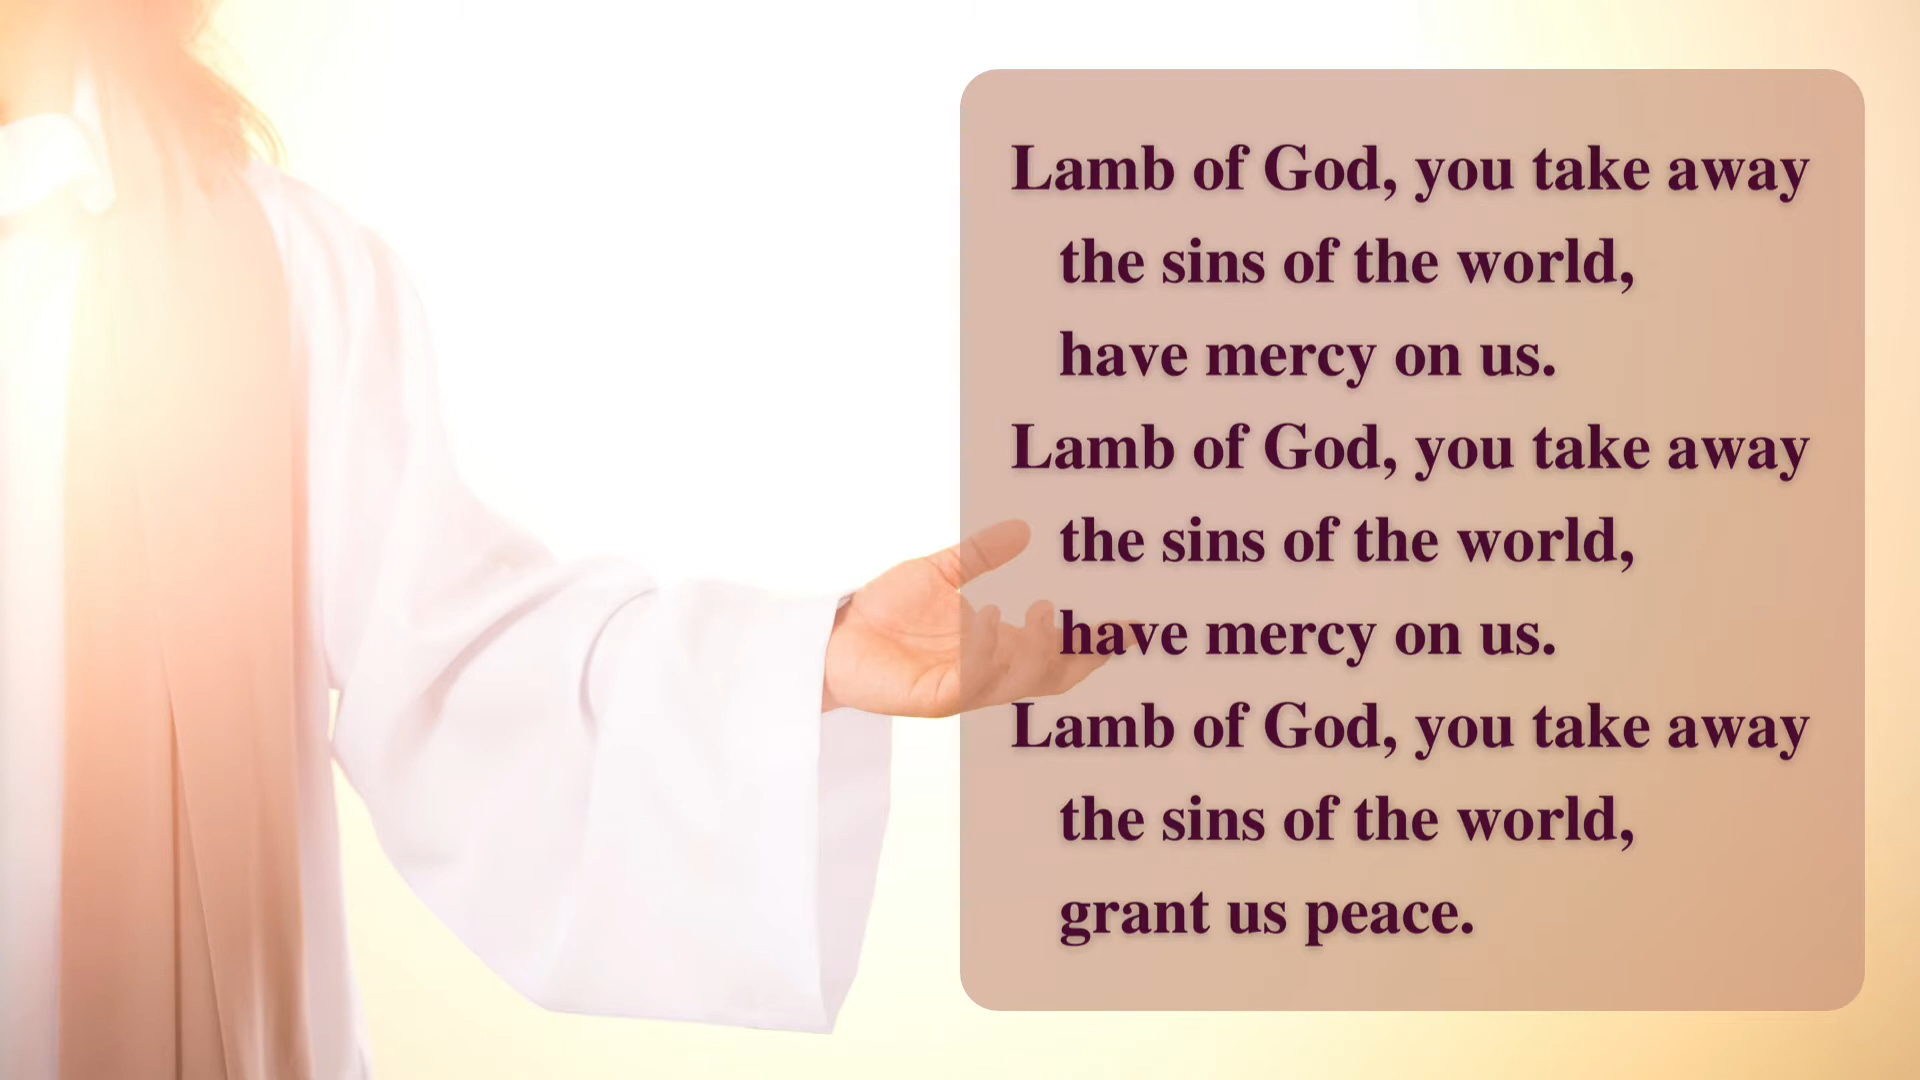 Lamb of God, you take away
the sins of the world,
have mercy on us.
Lamb of God, you take away
the sins of the world,
have mercy on us.
Lamb of God, you take away
the sins of the world,
grant us peace.